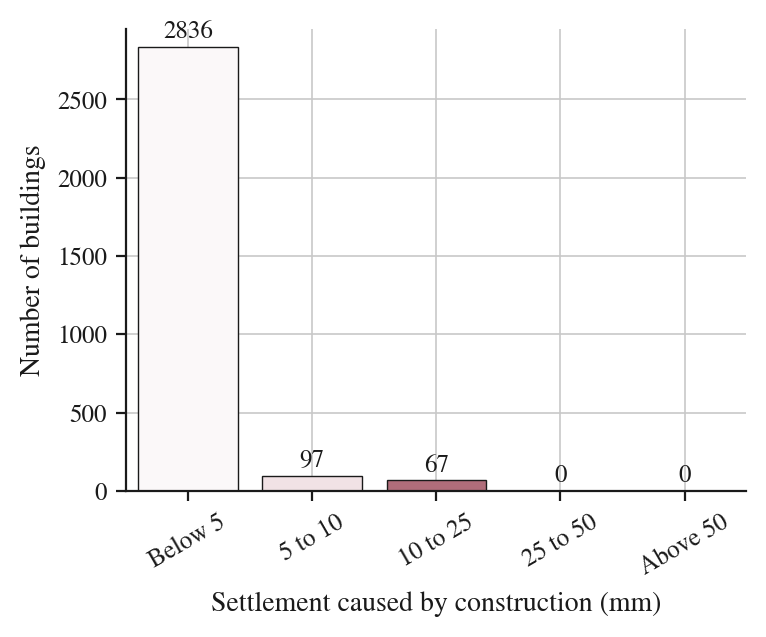 2836
2500
2000
1500
1000
500
0
97
67
0
0
Number of buildings
Below 5
5 to 10
10 to 25
25 to 50
Above 50
Settlement caused by construction (mm)